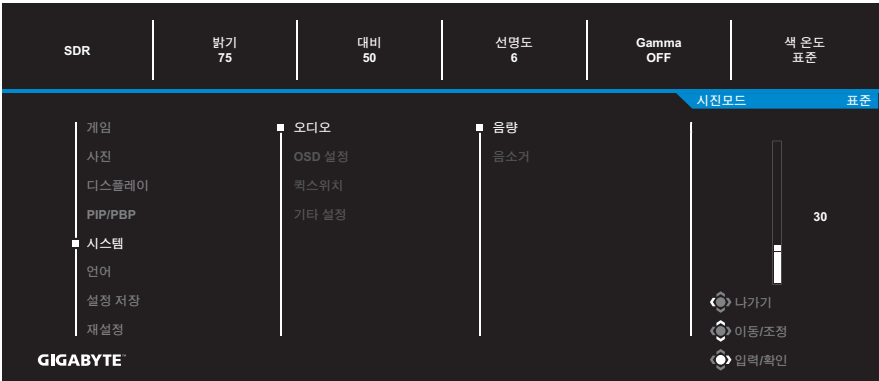 SDR
밝기
75
대비
50
선명도
6
Gamma
OFF
색 온도
표준
시진모드 표준
게임
사진
디스플레이
PIP/PBP
시스템
언어
설정 저장
재설정
오디오
OSD 설정
퀵스위치
기타 설정
음량
음소거
30
나가기
이동/조정
입력/확인
GIGABYTE™